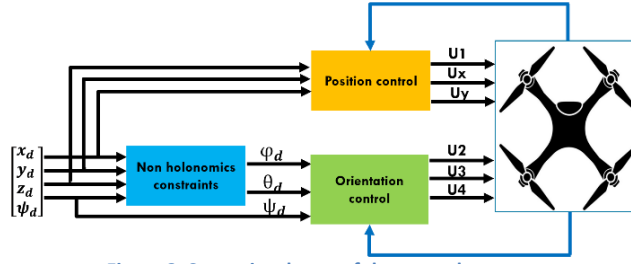 x_d
y_d
z_d
ψ_d
Non holonomics
constraints
φ_d
θ_d
ψ_d
Position control
Orientation
control
U1
Ux
Uy
U2
U3
U4